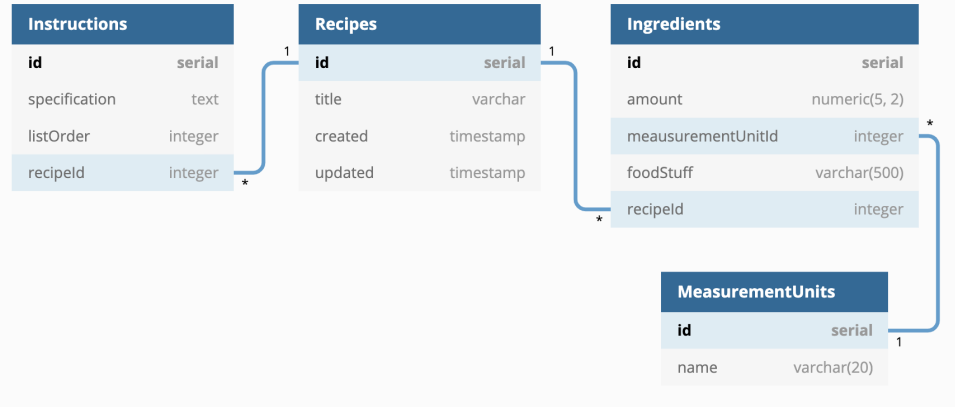 Instructions
id serial
specification text
listOrder integer
recipeId integer
*
1
Recipes
id serial
title varchar
created timestamp
updated timestamp
1
*
Ingredients
id serial
amount numeric(5, 2)
meausurementUnitId integer
foodStuff varchar(500)
recipeId integer
*
MeasurementUnits
id serial
name varchar(20)
1